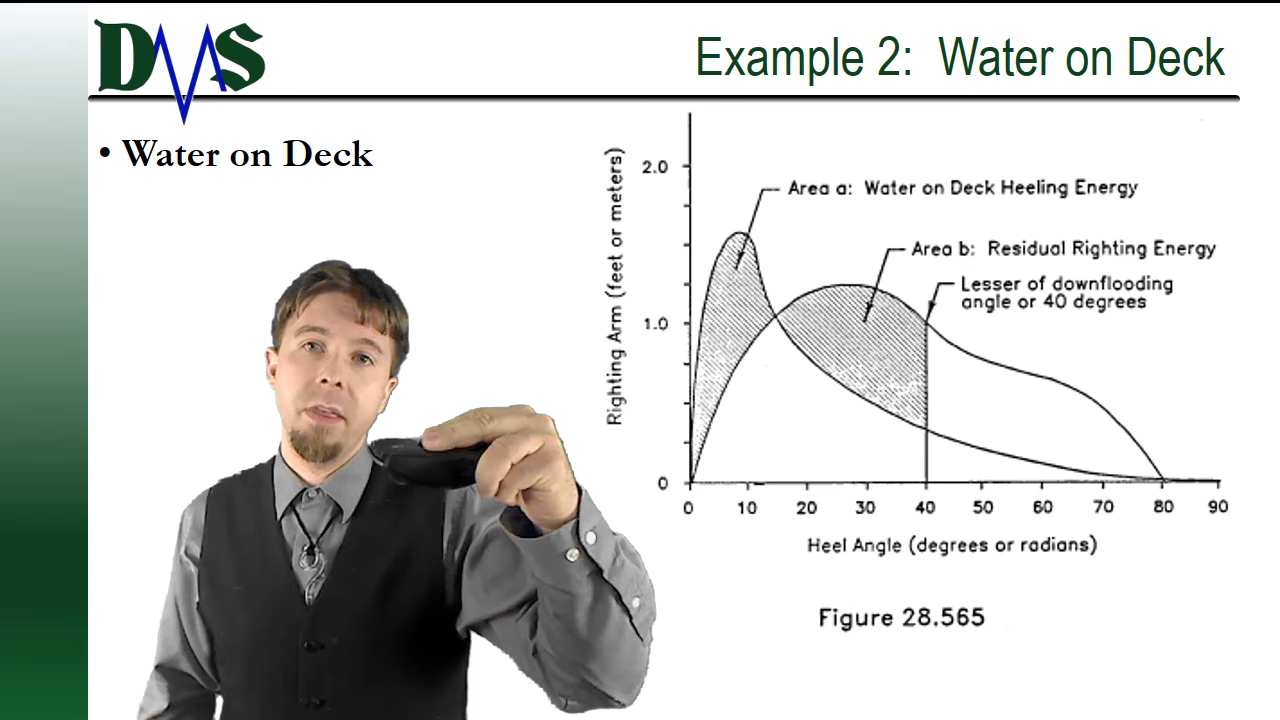 DMS
Example 2: Water on Deck
• Water on Deck
Righting Arm (feet or meters)
2.0
1.0
0
Area a: Water on Deck Heeling Energy
Area b: Residual Righting Energy
Lesser of downflooding
angle or 40 degrees
0 10 20 30 40 50 60 70 80 90
Heel Angle (degrees or radians)
Figure 28.565